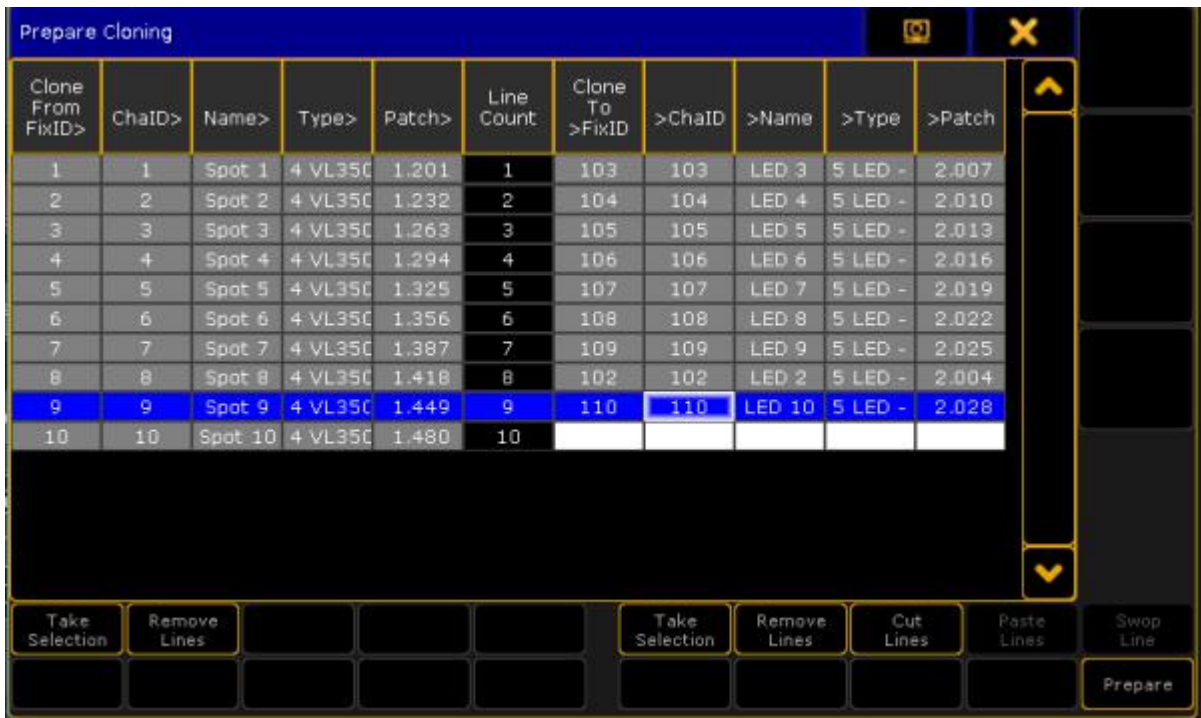 Prepare Cloning
Clone From FixID> ChaID> Name> Type> Patch> Line Count Clone To >FixID >ChaID >Name >Type >Patch
1 1 Spot 1 4 VL350 1.201 1 103 103 LED 3 5 LED - 2.007
2 2 Spot 2 4 VL350 1.232 2 104 104 LED 4 5 LED - 2.010
3 3 Spot 3 4 VL350 1.263 3 105 105 LED 5 5 LED - 2.013
4 4 Spot 4 4 VL350 1.294 4 106 106 LED 6 5 LED - 2.016
5 5 Spot 5 4 VL350 1.325 5 107 107 LED 7 5 LED - 2.019
6 6 Spot 6 4 VL350 1.356 6 108 108 LED 8 5 LED - 2.022
7 7 Spot 7 4 VL350 1.387 7 109 109 LED 9 5 LED - 2.025
8 8 Spot 8 4 VL350 1.418 8 102 102 LED 2 5 LED - 2.004
9 9 Spot 9 4 VL350 1.449 9 110 110 LED 10 5 LED - 2.028
10 10 Spot 10 4 VL350 1.480 10
Take Selection Remove Lines Take Selection Remove Lines Cut Lines Paste Lines Swop Line
Prepare